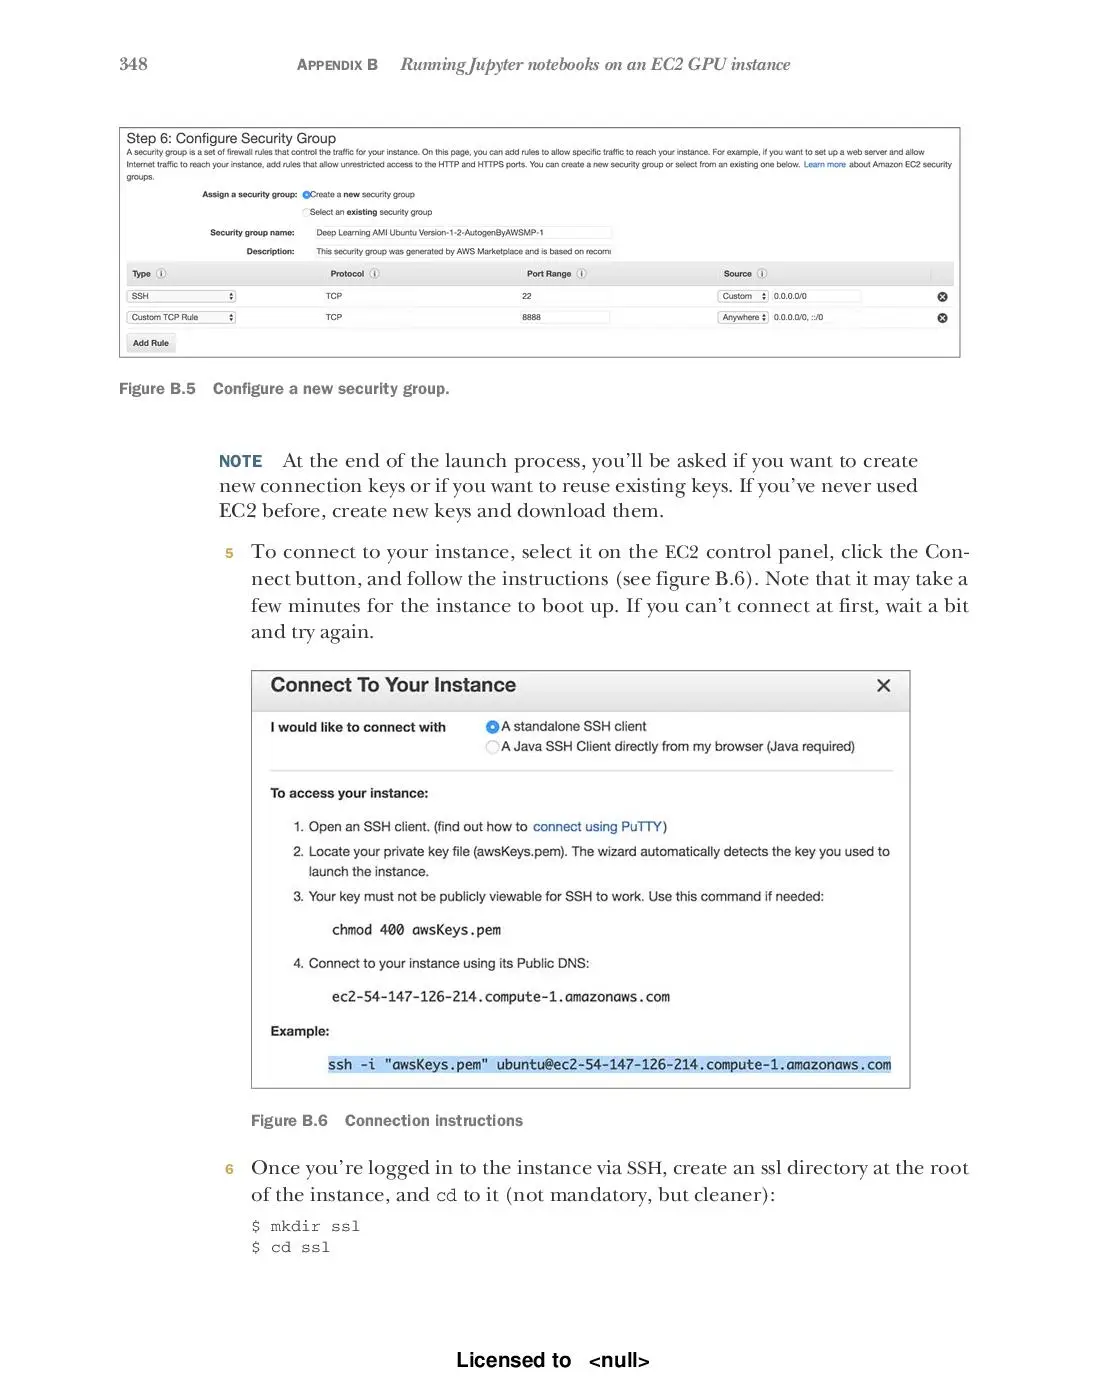 348 APPENDIX B Running Jupyter notebooks on an EC2 GPU instance
Step 6: Configure Security Group
A security group is a set of firewall rules that control the traffic for your instance. On this page, you can add rules to allow specific traffic to reach your instance. For example, if you want to set up a web server and allow
Internet traffic to reach your instance, add rules that allow unrestricted access to the HTTP and HTTPS ports. You can create a new security group or select from an existing one below. Learn more about Amazon EC2 security
groups.
Assign a security group: Create a new security group
Select an existing security group
Security group name: Deep Learning AMI Ubuntu Version-1-2-AutogenByAWSMP-1
Description: This security group was generated by AWS Marketplace and is based on recom
Type Protocol Port Range Source
SSH TCP 22 Custom 0.0.0.0/0
Custom TCP Rule TCP 8888 Anywhere 0.0.0.0/0, ::/0
Add Rule
Figure B.5 Configure a new security group.
NOTE At the end of the launch process, you’ll be asked if you want to create
new connection keys or if you want to reuse existing keys. If you’ve never used
EC2 before, create new keys and download them.
5 To connect to your instance, select it on the EC2 control panel, click the Con-
nect button, and follow the instructions (see figure B.6). Note that it may take a
few minutes for the instance to boot up. If you can’t connect at first, wait a bit
and try again.
Connect To Your Instance
I would like to connect with A standalone SSH client
A Java SSH Client directly from my browser (Java required)
To access your instance:
1. Open an SSH client. (find out how to connect using PuTTY)
2. Locate your private key file (awsKeys.pem). The wizard automatically detects the key you used to
launch the instance.
3. Your key must not be publicly viewable for SSH to work. Use this command if needed:
chmod 400 awsKeys.pem
4. Connect to your instance using its Public DNS:
ec2-54-147-126-214.compute-1.amazonaws.com
Example:
ssh -i "awsKeys.pem" ubuntu@ec2-54-147-126-214.compute-1.amazonaws.com
Figure B.6 Connection instructions
6 Once you’re logged in to the instance via SSH, create an ssl directory at the root
of the instance, and cd to it (not mandatory, but cleaner):
$ mkdir ssl
$ cd ssl
Licensed to <null>